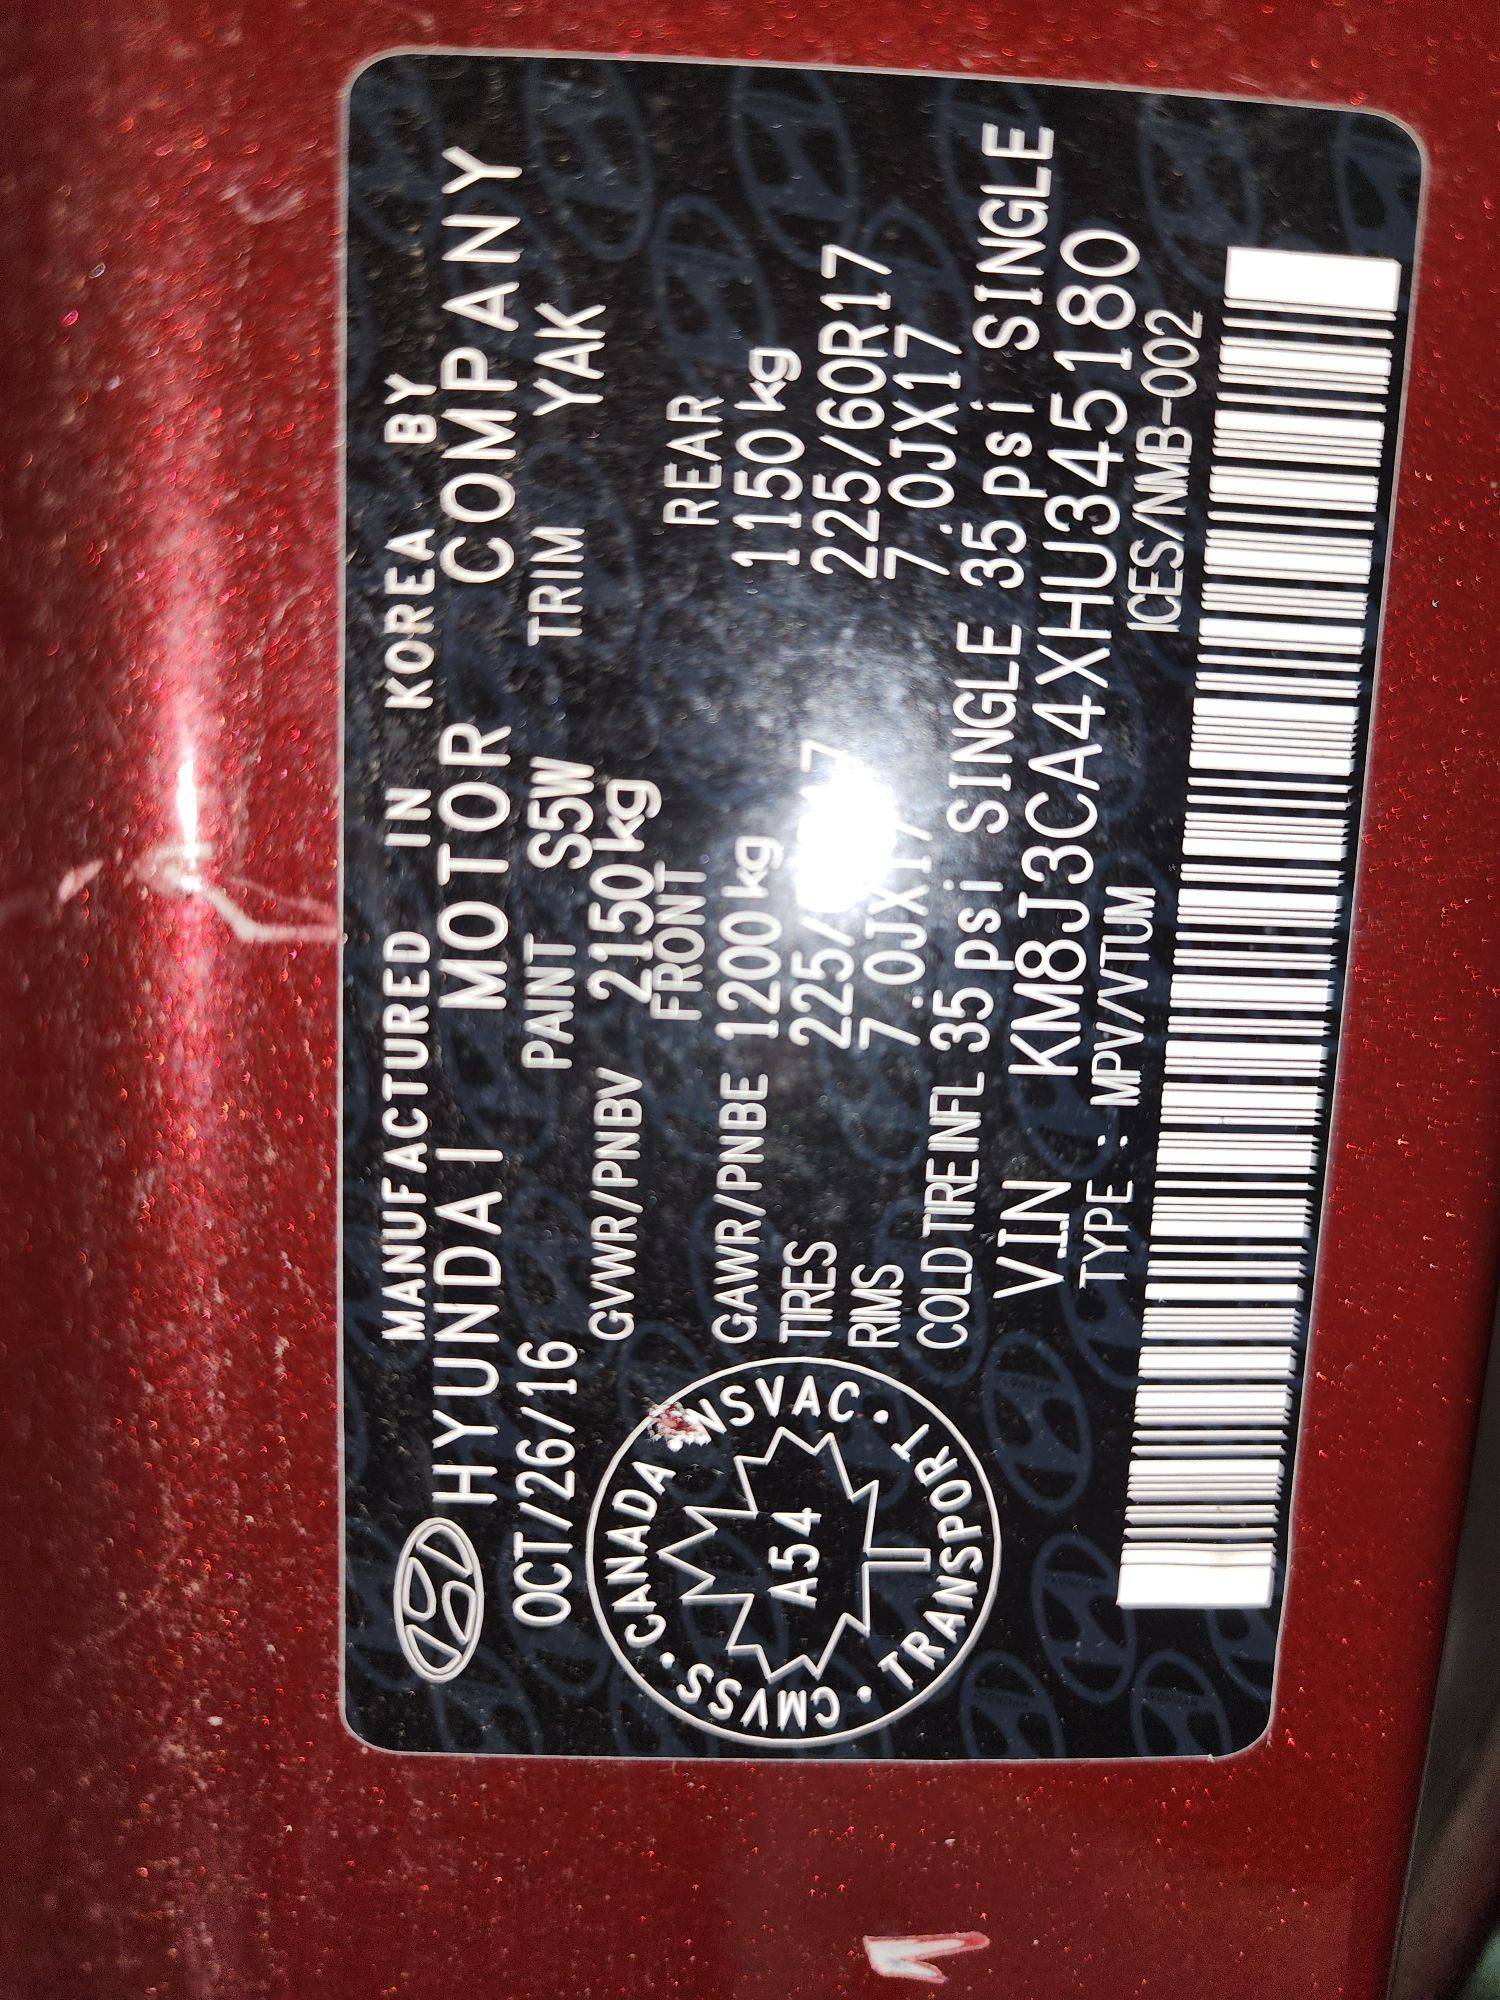 MANUFACTURED IN KOREA BY
HYUNDAI MOTOR COMPANY
OCT/26/16 PAINT S5W TRIM YAK
GVWR/PNBV 2150kg
FRONT REAR
GAWR/PNBE 1200kg 1150kg
TIRES 225/ 225/60R17
RIMS 7.0JX17 7.0JX17
COLD TIRE INFL 35 psi SINGLE 35 psi SINGLE
VIN KM8J3CA4XHU345180
TYPE : MPV/VTUM ICES/NMB-002
CANADA · NSVAC · TRANSPORT · CMVSS ·
A54